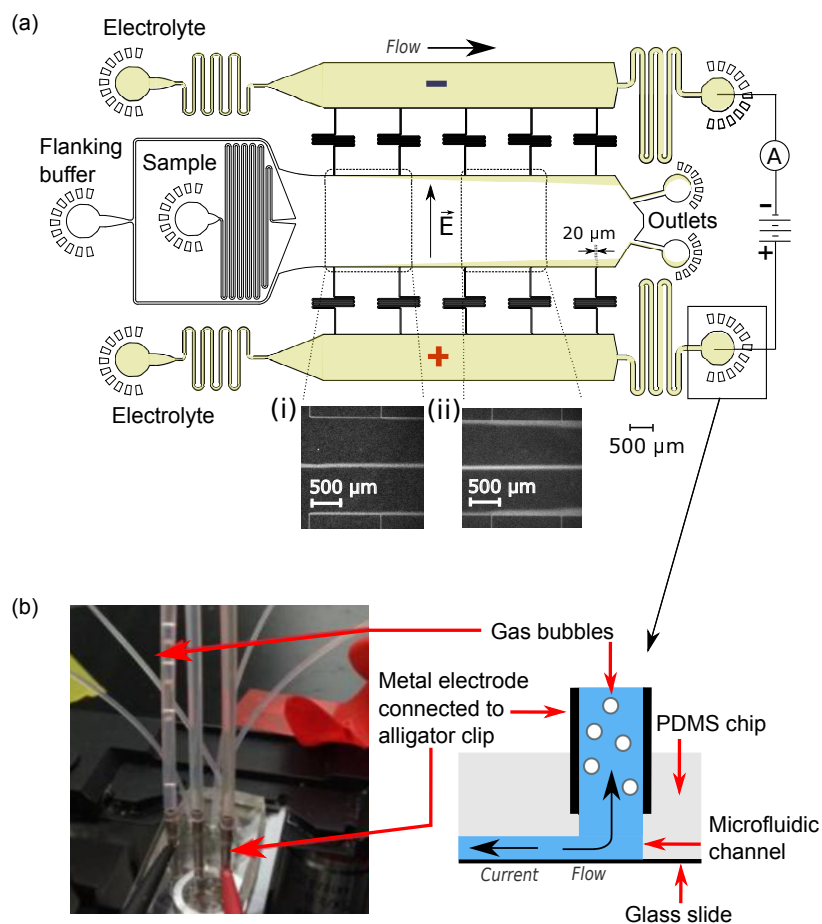 (a)
Electrolyte
Flow
−
A
Flanking
buffer
Sample
E
Outlets
20 µm
-
+
+
Electrolyte
(i)
(ii)
500 µm
500 µm
500 µm
(b)
Gas bubbles
Metal electrode
connected to
alligator clip
PDMS chip
Microfluidic
channel
Current
Flow
Glass slide